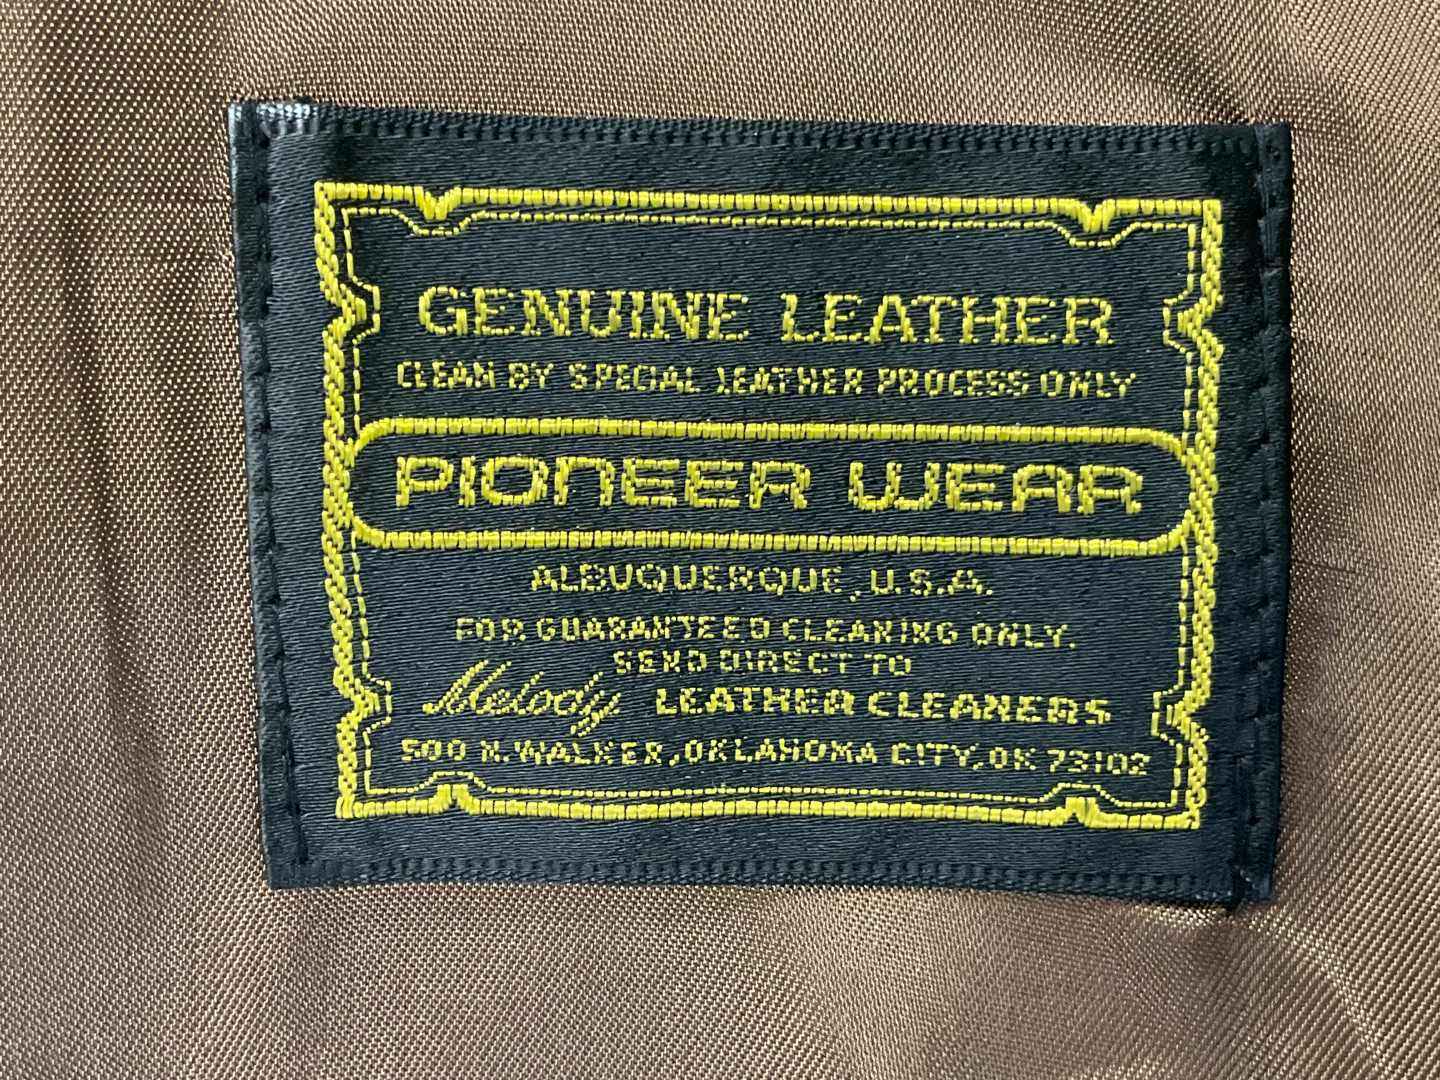 GENUINE LEATHER
CLEAN BY SPECIAL LEATHER PROCESS ONLY
PIONEER WEAR
ALBUQUERQUE, U.S.A.
FOR GUARANTEED CLEANING ONLY.
SEND DIRECT TO
Melody LEATHER CLEANERS
500 N. WALKER, OKLAHOMA CITY, OK 73102